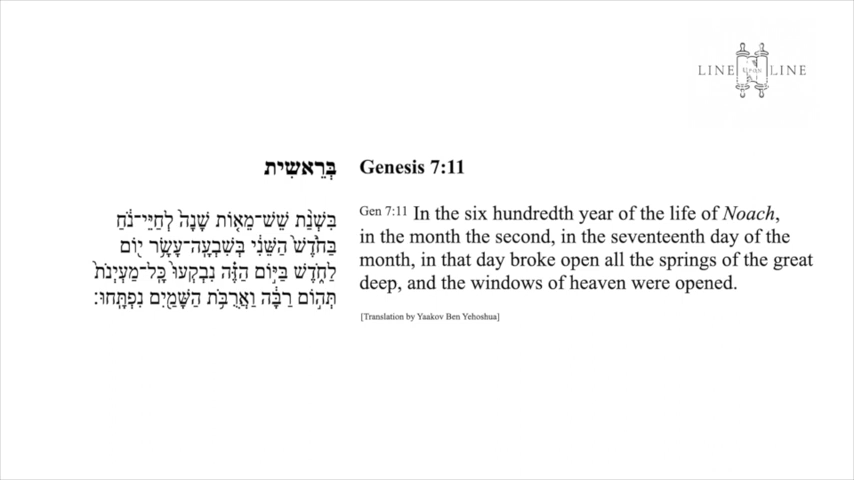 LINE UPON LINE
בְּרֵאשִׁית
Genesis 7:11
בִּשְׁנַ֨ת שֵׁשׁ־מֵא֤וֹת שָׁנָה֙ לְחַיֵּי־נֹ֔חַ
בַּחֹ֙דֶשׁ֙ הַשֵּׁנִ֔י בְּשִׁבְעָֽה־עָשָׂ֥ר י֖וֹם
לַחֹ֑דֶשׁ בַּיּ֣וֹם הַזֶּ֗ה נִבְקְעוּ֙ כׇּֽל־מַעְיְנֹת֙
תְּה֣וֹם רַבָּ֔ה וַאֲרֻבֹּ֥ת הַשָּׁמַ֖יִם נִפְתָּֽחוּ׃
Gen 7:11 In the six hundredth year of the life of Noach,
in the month the second, in the seventeenth day of the
month, in that day broke open all the springs of the great
deep, and the windows of heaven were opened.
[Translation by Yaakov Ben Yehoshua]